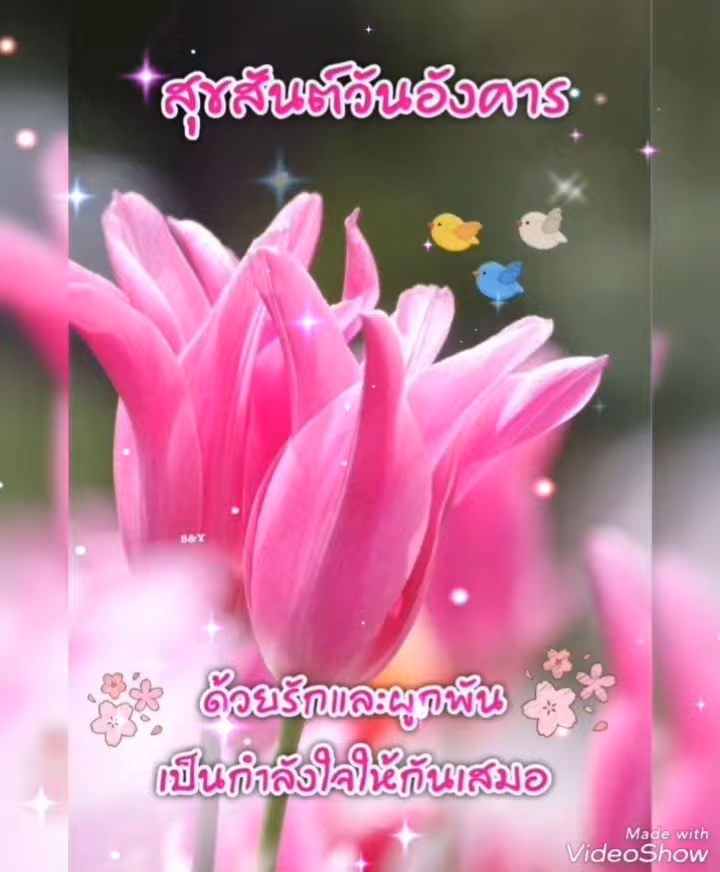 สุขสันต์วันอังคาร
S&Y
ด้วยรักและผูกพัน
เป็นกำลังใจให้กันเสมอ
Made with
VideoShow